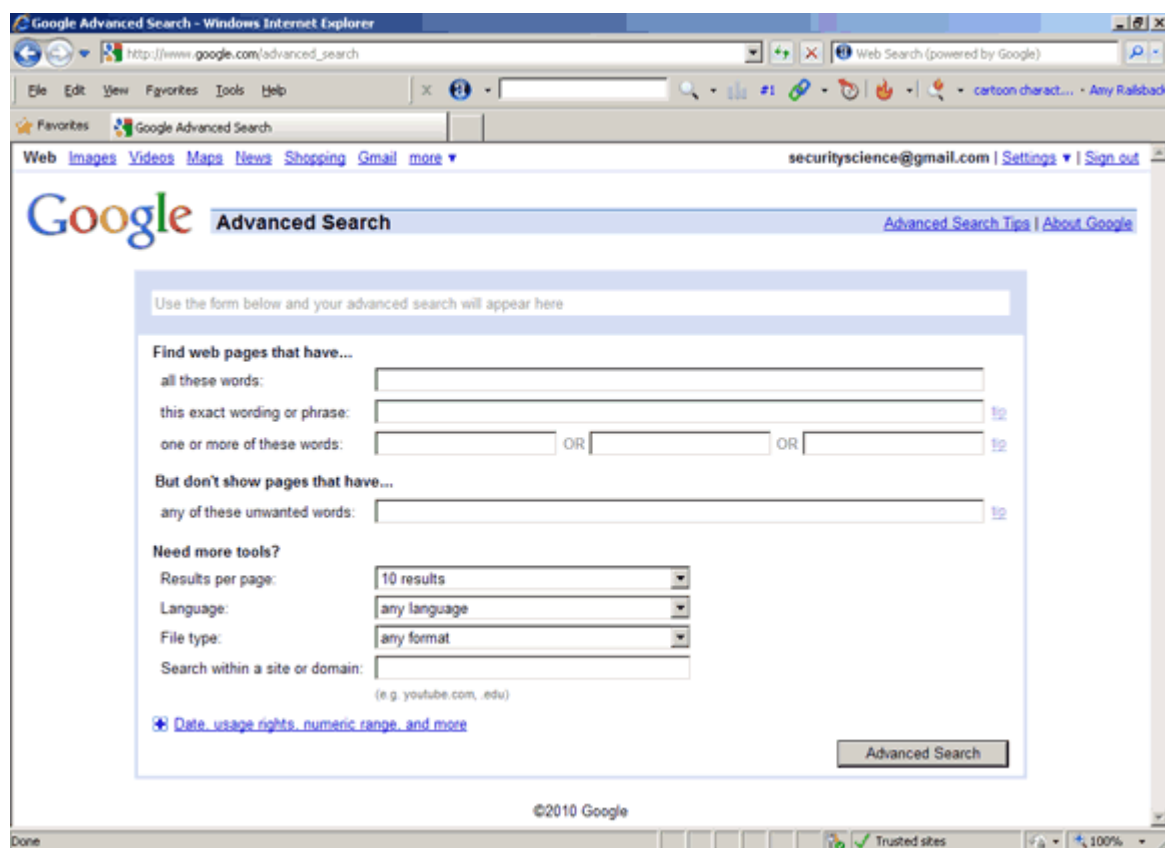 Google Advanced Search - Windows Internet Explorer
http://www.google.com/advanced_search Web Search (powered by Google)
File Edit View Favorites Tools Help #1 cartoon charact... Amy Railsback
Favorites Google Advanced Search
Web Images Videos Maps News Shopping Gmail more securityscience@gmail.com | Settings | Sign out
Google Advanced Search Advanced Search Tips | About Google
Use the form below and your advanced search will appear here
Find web pages that have...
all these words:
this exact wording or phrase: tip
one or more of these words: OR OR tip
But don't show pages that have...
any of these unwanted words: tip
Need more tools?
Results per page: 10 results
Language: any language
File type: any format
Search within a site or domain:
(e.g. youtube.com, .edu)
Date, usage rights, numeric range, and more
Advanced Search
©2010 Google
Done Trusted sites 100%